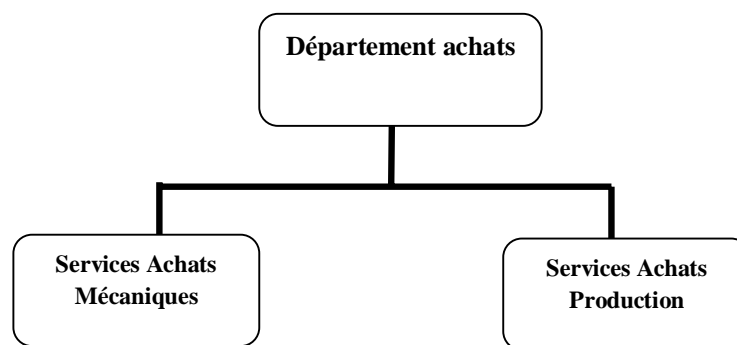 Département achats
Services Achats
Mécaniques
Services Achats
Production